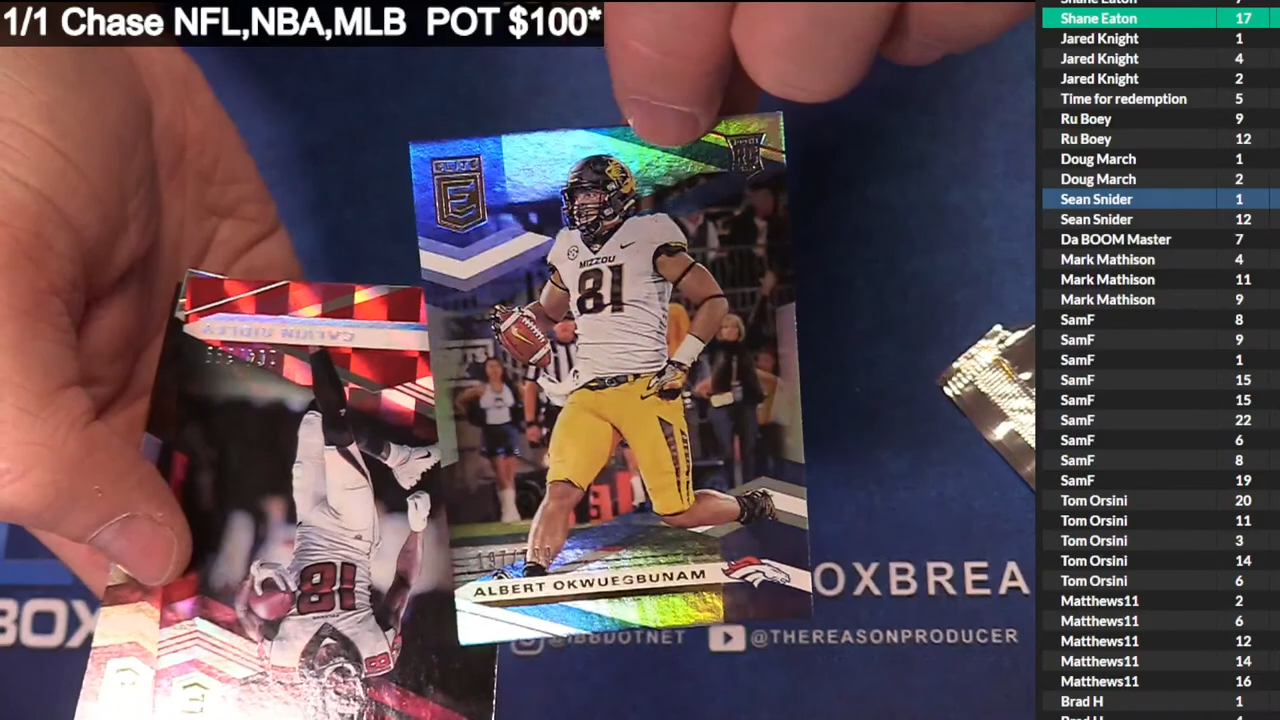 1/1 Chase NFL,NBA,MLB POT $100*
ELITE
E
MIZZOU
81
ALBERT OKWUEGBUNAM
CALVIN RIDLEY
81
BOX
OXBREA
@IBBDOTNET
@THEREASONPRODUCER
Shane Eaton
Shane Eaton 17
Jared Knight 1
Jared Knight 4
Jared Knight 2
Time for redemption 5
Ru Boey 9
Ru Boey 12
Doug March 1
Doug March 2
Sean Snider 1
Sean Snider 12
Da BOOM Master 7
Mark Mathison 4
Mark Mathison 11
Mark Mathison 9
SamF 8
SamF 9
SamF 1
SamF 15
SamF 15
SamF 22
SamF 6
SamF 8
SamF 19
Tom Orsini 20
Tom Orsini 11
Tom Orsini 3
Tom Orsini 14
Tom Orsini 6
Matthews11 2
Matthews11 6
Matthews11 12
Matthews11 14
Matthews11 16
Brad H 1